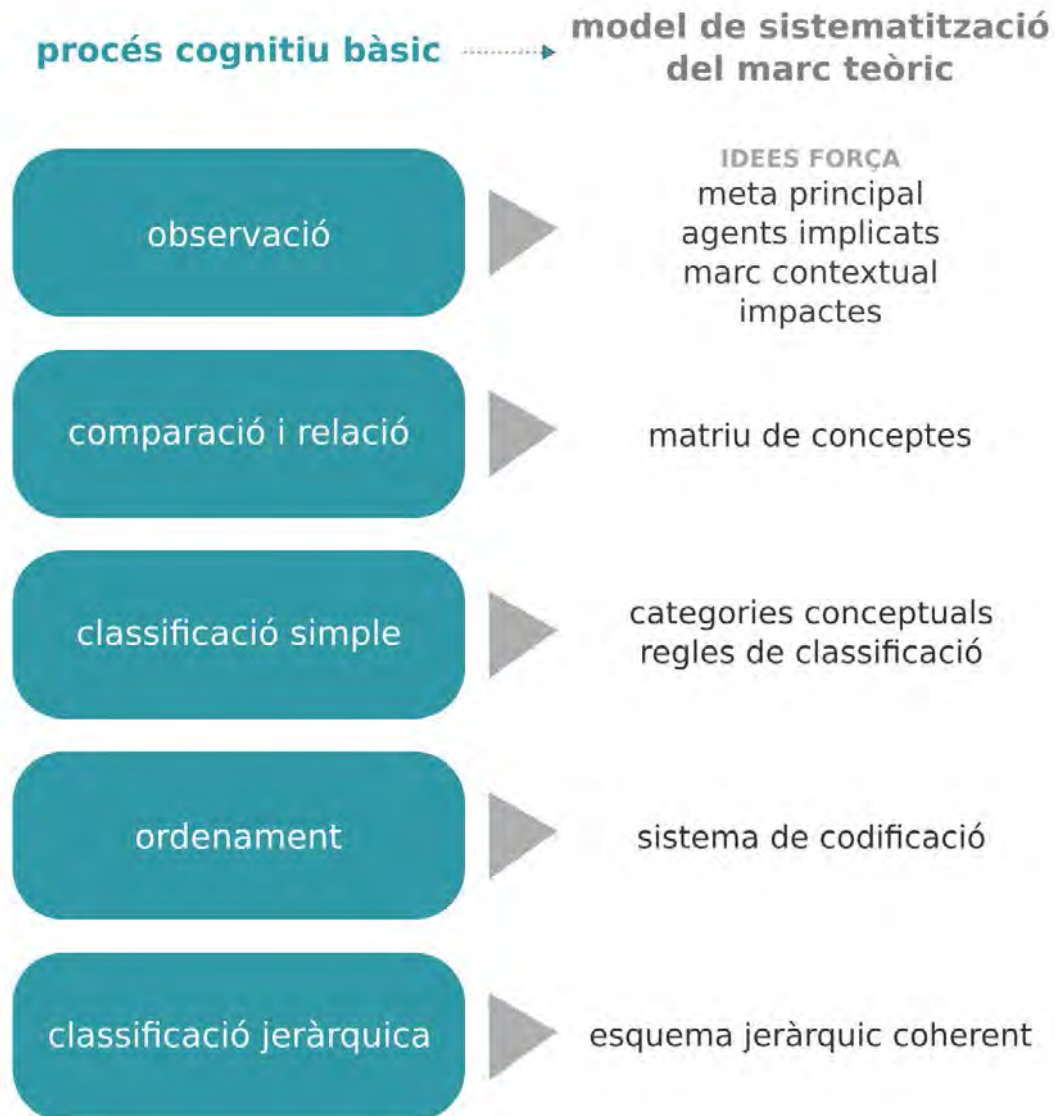 procés cognitiu bàsic
model de sistematització
del marc teòric
observació
IDEES FORÇA
meta principal
agents implicats
marc contextual
impactes
comparació i relació
matriu de conceptes
classificació simple
categories conceptuals
regles de classificació
ordenament
sistema de codificació
classificació jeràrquica
esquema jeràrquic coherent